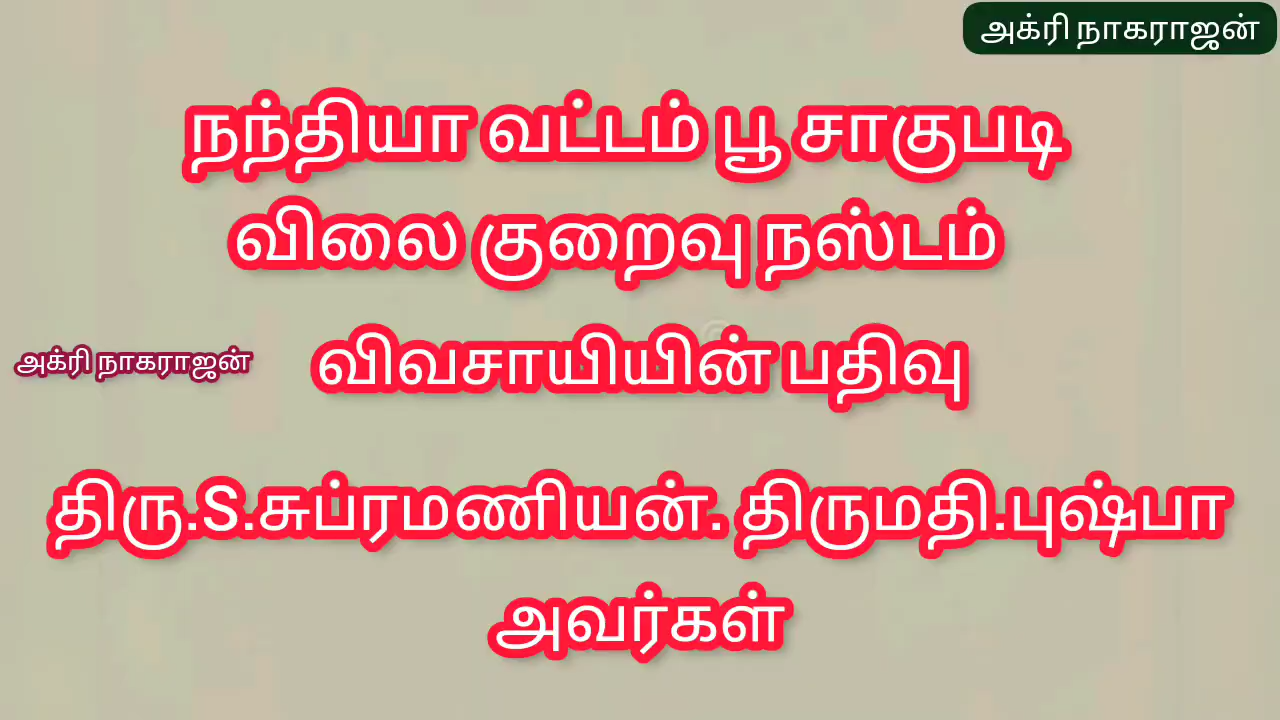 அக்ரி நாகராஜன்
நந்தியா வட்டம் பூ சாகுபடி
விலை குறைவு நஸ்டம்
அக்ரி நாகராஜன்
விவசாயியின் பதிவு
திரு.S.சுப்ரமணியன். திருமதி.புஷ்பா
அவர்கள்